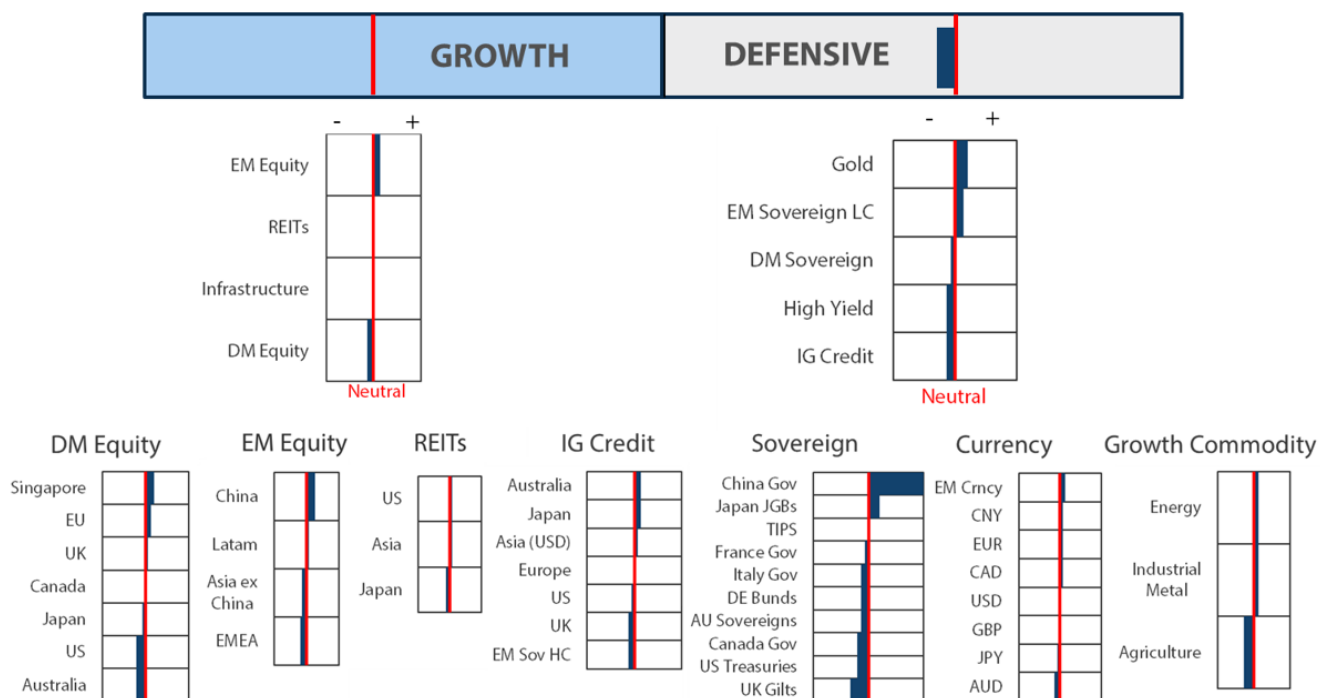 GROWTH
DEFENSIVE
- +
- +
EM Equity
REITs
Infrastructure
DM Equity
Neutral
Gold
EM Sovereign LC
DM Sovereign
High Yield
IG Credit
Neutral
DM Equity
Singapore
EU
UK
Canada
Japan
US
Australia
EM Equity
China
Latam
Asia ex
China
EMEA
REITs
US
Asia
Japan
IG Credit
Australia
Japan
Asia (USD)
Europe
US
UK
EM Sov HC
Sovereign
China Gov
Japan JGBs
TIPS
France Gov
Italy Gov
DE Bunds
AU Sovereigns
Canada Gov
US Treasuries
UK Gilts
Currency
EM Crncy
CNY
EUR
CAD
USD
GBP
JPY
AUD
Growth Commodity
Energy
Industrial
Metal
Agriculture